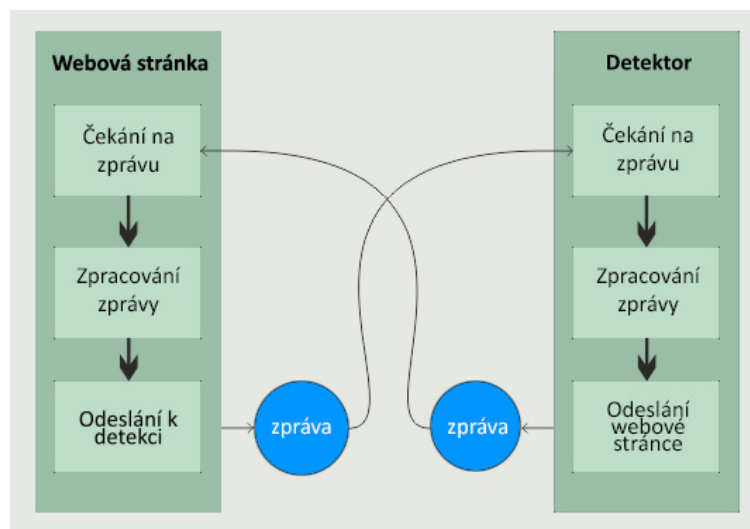 Webová stránka
Čekání na
zprávu
Zpracování
zprávy
Odeslání k
detekci
zpráva
zpráva
Detektor
Čekání na
zprávu
Zpracování
zprávy
Odeslání
webové
stránce